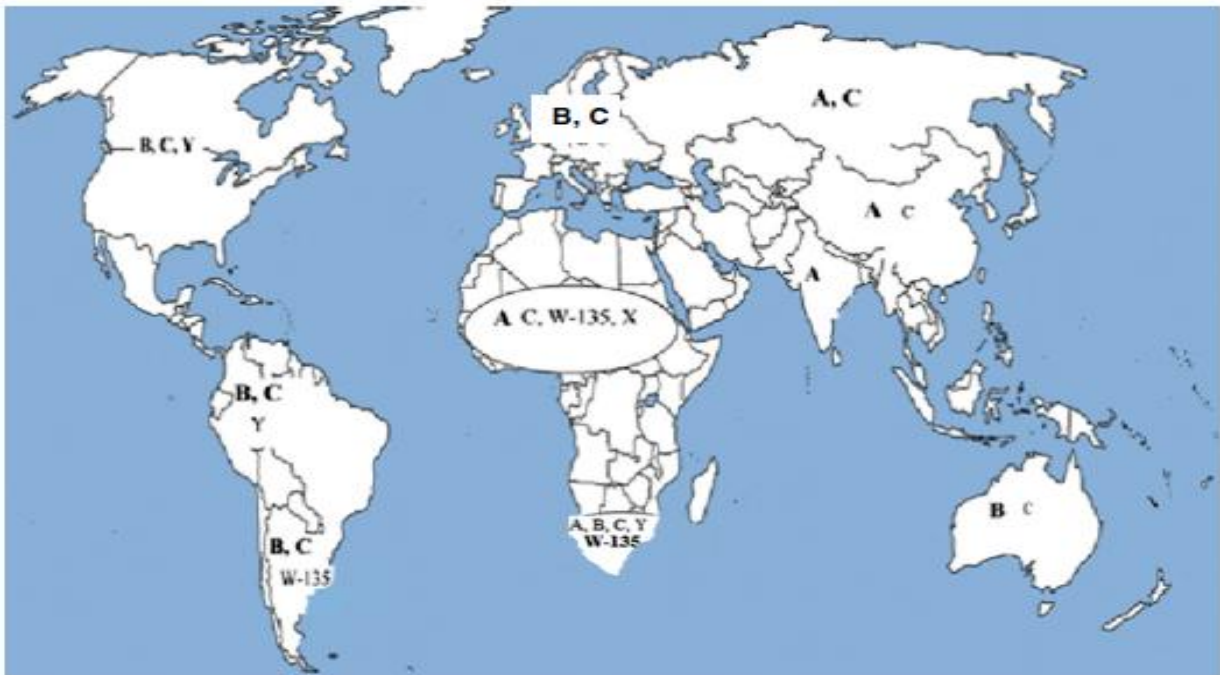 B, C
A, C
B, C, Y
A C
A
A C, W-135, X
B, C
Y
B C
A, B, C, Y
W-135
B, C
W-135